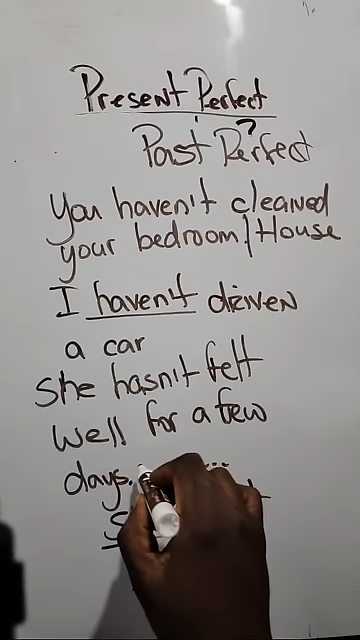 Present Perfect
?
Past Perfect
You haven't cleaned
your bedroom/House
I haven't driven
a car
She hasn't felt
well for a few
days.
S